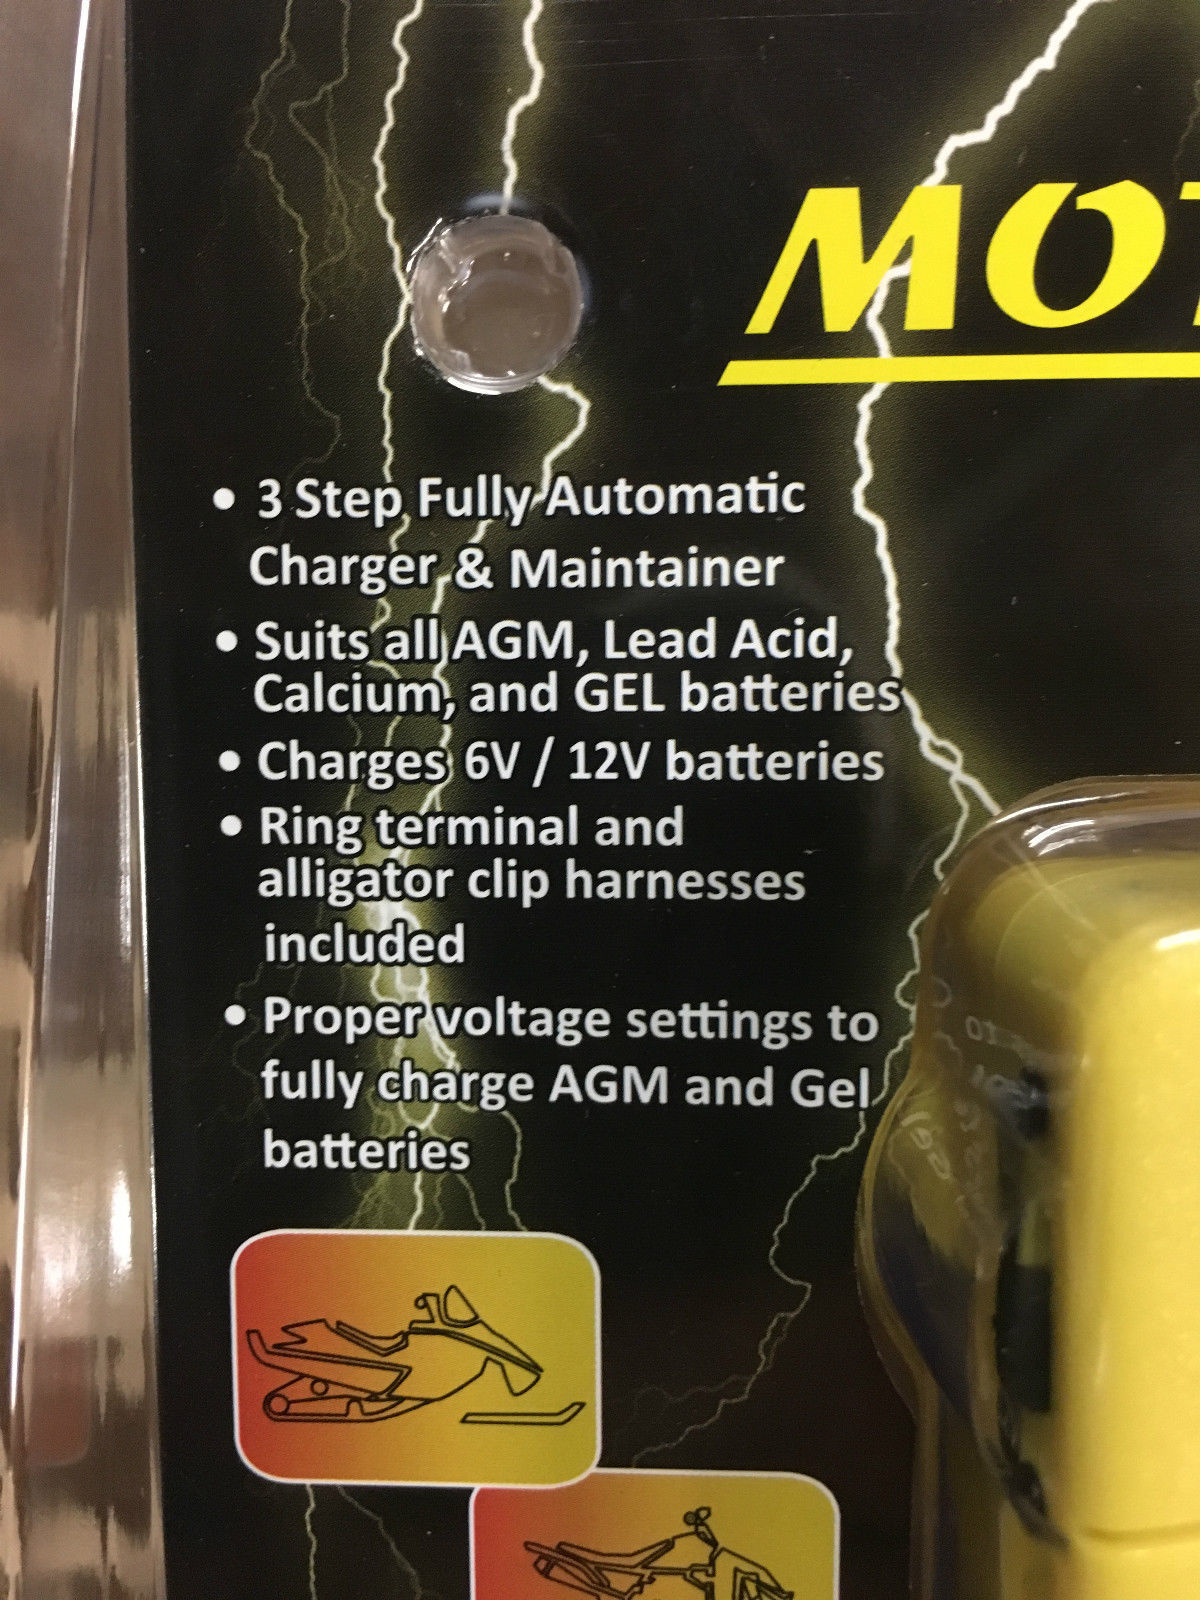 MOT
• 3 Step Fully Automatic
Charger & Maintainer
• Suits all AGM, Lead Acid,
Calcium, and GEL batteries
• Charges 6V / 12V batteries
• Ring terminal and
alligator clip harnesses
included
• Proper voltage settings to
fully charge AGM and Gel
batteries